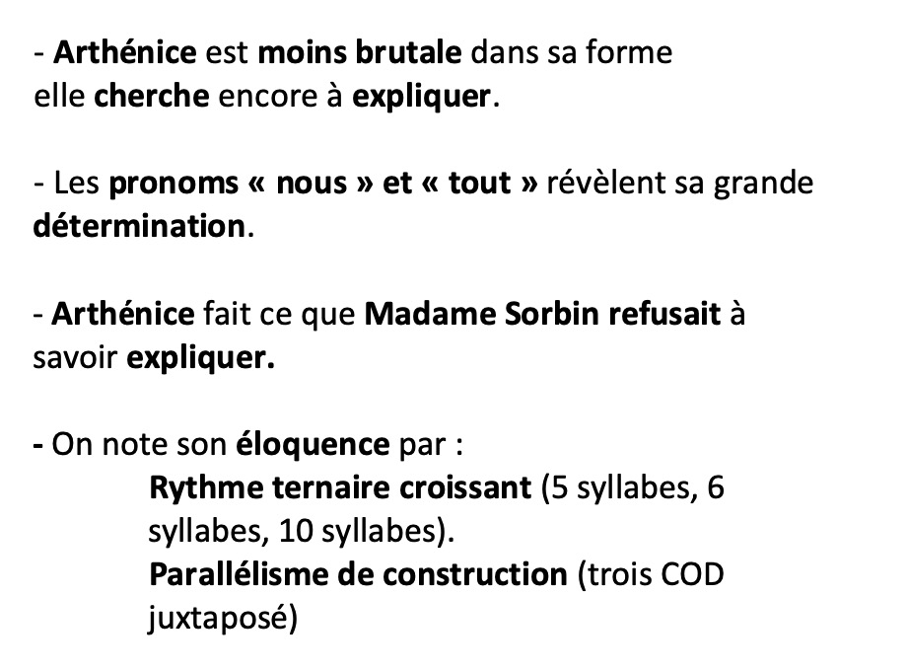 - Arthénice est moins brutale dans sa forme
elle cherche encore à expliquer.
- Les pronoms « nous » et « tout » révèlent sa grande
détermination.
- Arthénice fait ce que Madame Sorbin refusait à
savoir expliquer.
- On note son éloquence par :
Rythme ternaire croissant (5 syllabes, 6
syllabes, 10 syllabes).
Parallélisme de construction (trois COD
juxtaposé)